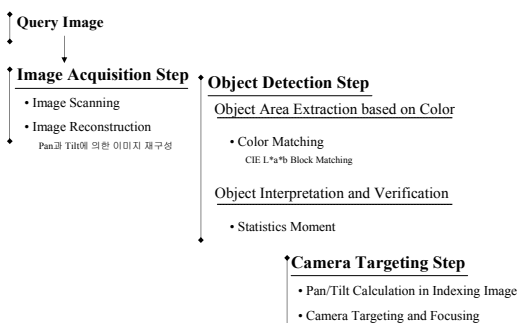 Query Image
Image Acquisition Step
• Image Scanning
• Image Reconstruction
Pan과 Tilt에 의한 이미지 재구성
Object Detection Step
Object Area Extraction based on Color
• Color Matching
CIE L*a*b Block Matching
Object Interpretation and Verification
• Statistics Moment
Camera Targeting Step
• Pan/Tilt Calculation in Indexing Image
• Camera Targeting and Focusing